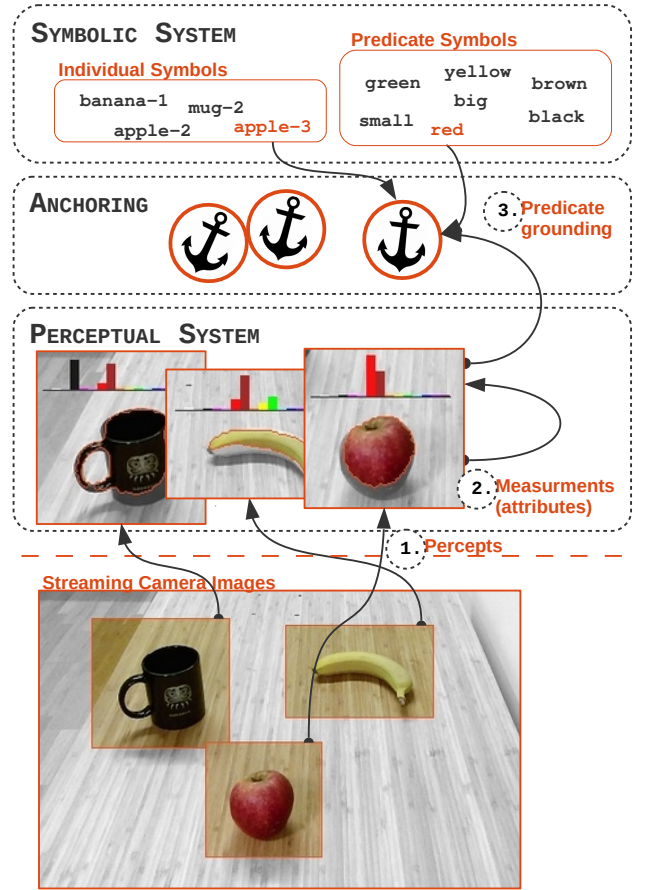 SYMBOLIC SYSTEM
Individual Symbols
banana-1
mug-2
apple-2
apple-3
Predicate Symbols
green
yellow
brown
big
small
red
black
ANCHORING
3. Predicate
grounding
PERCEPTUAL SYSTEM
2. Measurments
(attributes)
1. Percepts
Streaming Camera Images